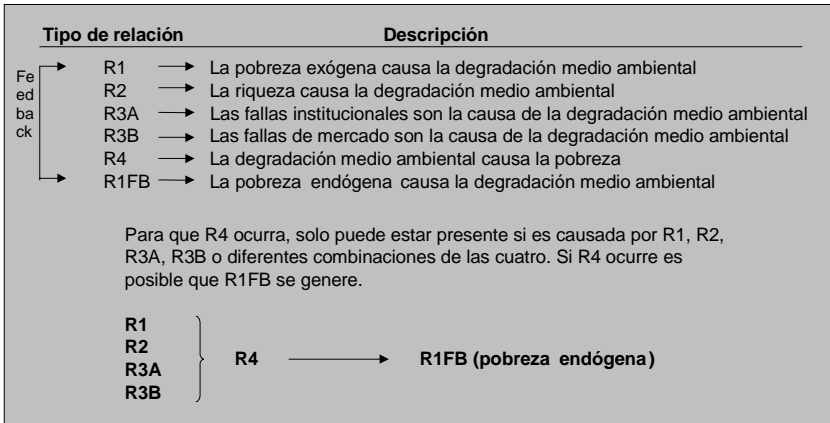 Tipo de relación Descripción
R1 La pobreza exógena causa la degradación medio ambiental
Fe
ed
ba
ck
R2 La riqueza causa la degradación medio ambiental
R3A Las fallas institucionales son la causa de la degradación medio ambiental
R3B Las fallas de mercado son la causa de la degradación medio ambiental
R4 La degradación medio ambiental causa la pobreza
R1FB La pobreza endógena causa la degradación medio ambiental
Para que R4 ocurra, solo puede estar presente si es causada por R1, R2,
R3A, R3B o diferentes combinaciones de las cuatro. Si R4 ocurre es
posible que R1FB se genere.
R1
R2
R3A
R3B
R4 R1FB (pobreza endógena)